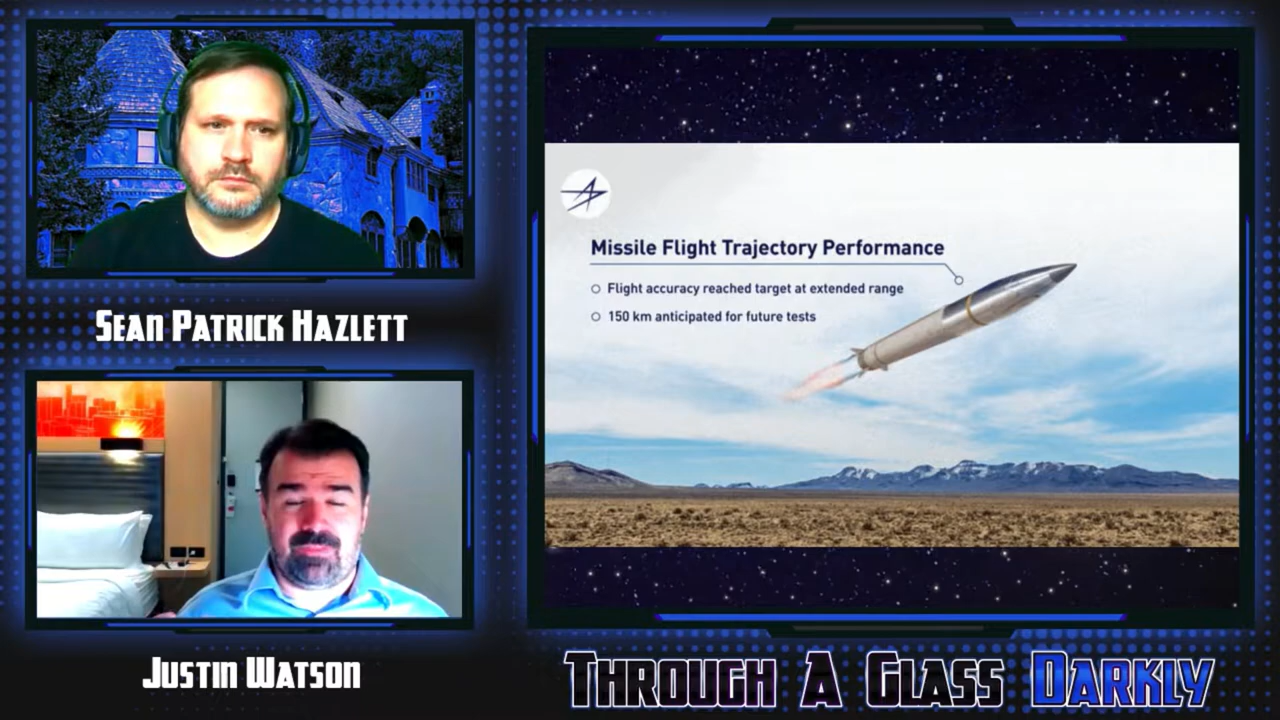 SEAN PATRICK HAZLETT
Missile Flight Trajectory Performance
Flight accuracy reached target at extended range
150 km anticipated for future tests
JUSTIN WATSON
THROUGH A GLASS DARKLY